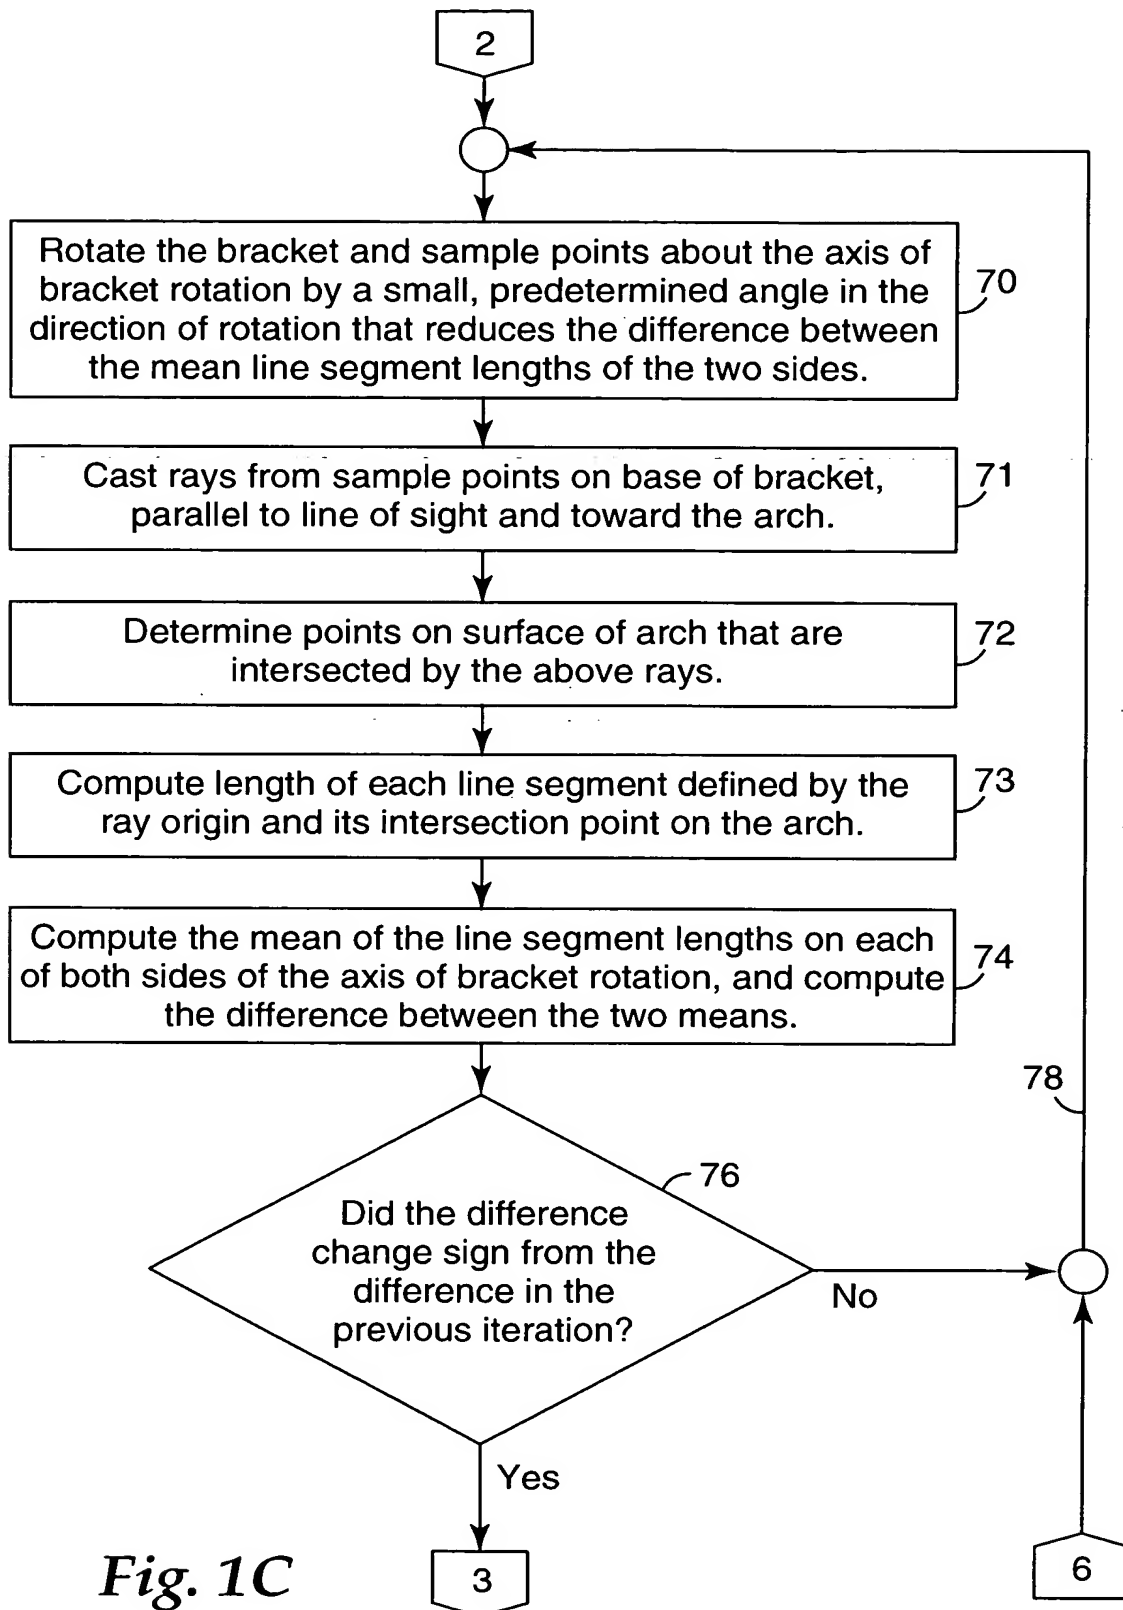 2
Rotate the bracket and sample points about the axis of
bracket rotation by a small, predetermined angle in the
direction of rotation that reduces the difference between
the mean line segment lengths of the two sides.
70
Cast rays from sample points on base of bracket,
parallel to line of sight and toward the arch.
71
Determine points on surface of arch that are
intersected by the above rays.
72
Compute length of each line segment defined by the
ray origin and its intersection point on the arch.
73
Compute the mean of the line segment lengths on each
of both sides of the axis of bracket rotation, and compute
the difference between the two means.
74
78
76
Did the difference
change sign from the
difference in the
previous iteration?
No
Yes
Fig. 1C
3
6